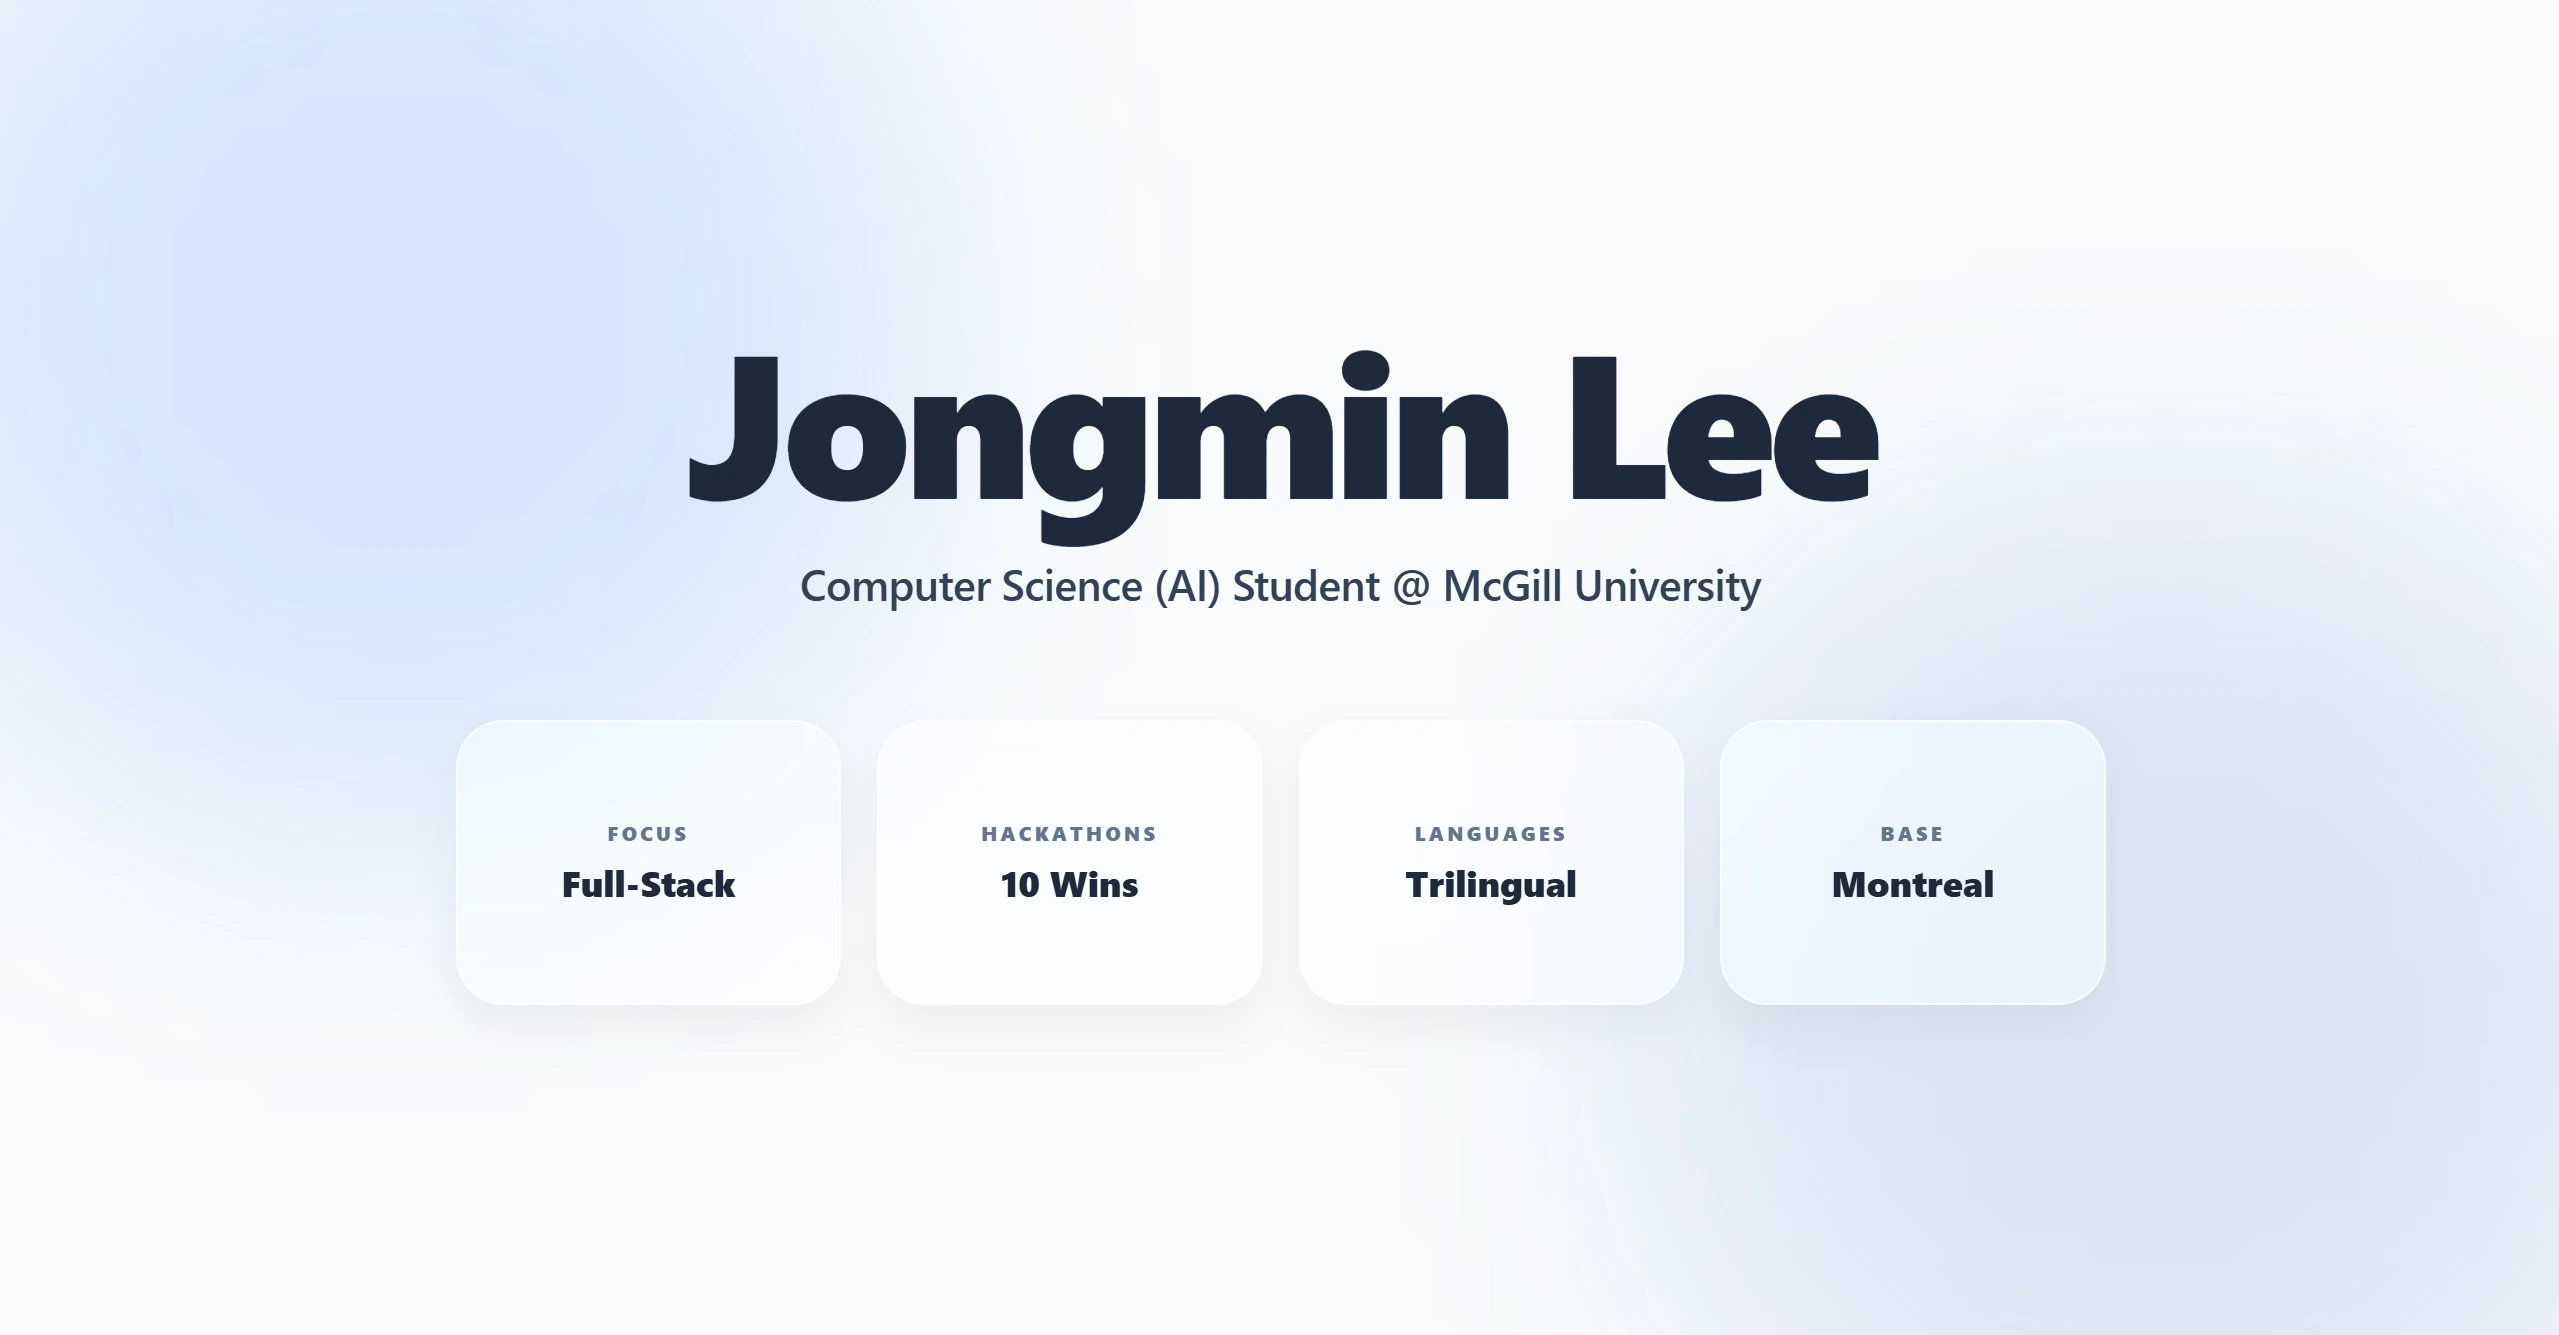 Jongmin Lee
Computer Science (AI) Student @ McGill University
FOCUS
Full-Stack
HACKATHONS
10 Wins
LANGUAGES
Trilingual
BASE
Montreal